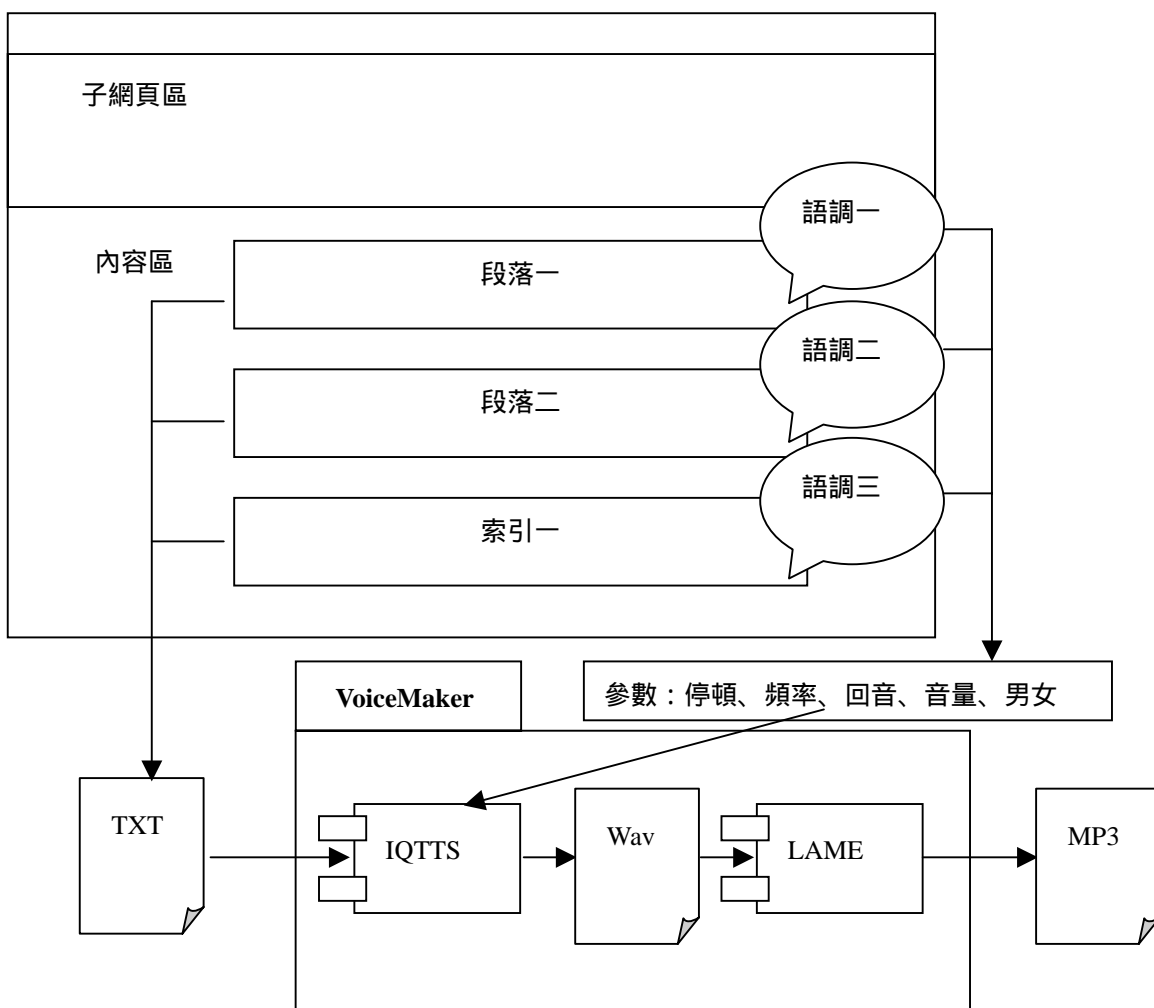 子網頁區
語調一
內容區
段落一
語調二
段落二
語調三
索引一
VoiceMaker
參數：停頓、頻率、回音、音量、男女
TXT
IQTTS
Wav
LAME
MP3